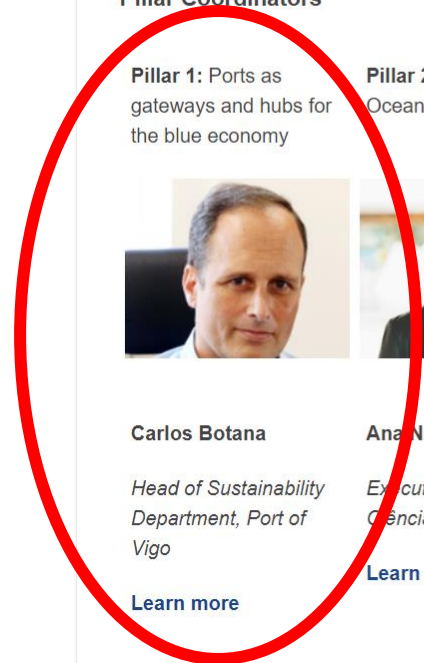 Pillar Coordinators
Pillar 1: Ports as
gateways and hubs for
the blue economy
Pillar
Ocean
Carlos Botana
Head of Sustainability
Department, Port of
Vigo
Learn more
Ana
Learn